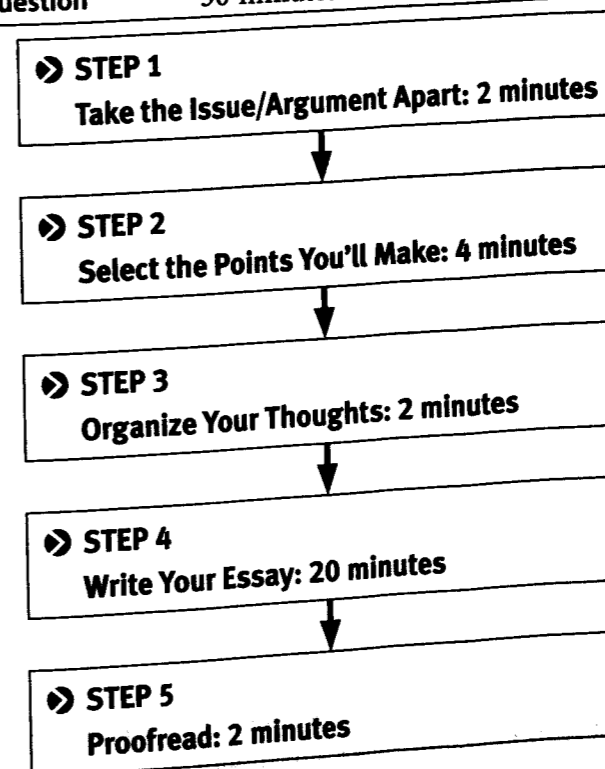 STEP 1
Take the Issue/Argument Apart: 2 minutes
STEP 2
Select the Points You'll Make: 4 minutes
STEP 3
Organize Your Thoughts: 2 minutes
STEP 4
Write Your Essay: 20 minutes
STEP 5
Proofread: 2 minutes